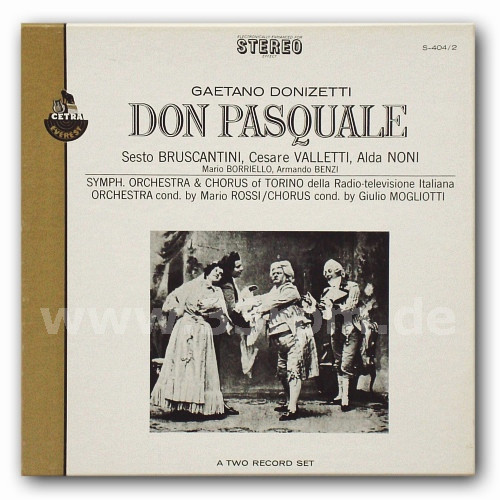 ELECTRONICALLY ENHANCED FOR
STEREO
EFFECT
S-404/2
GAETANO DONIZETTI
CETRA
EVEREST
DON PASQUALE
Sesto BRUSCANTINI, Cesare VALLETTI, Alda NONI
Mario BORRIELLO, Armando BENZI
SYMPH. ORCHESTRA & CHORUS of TORINO della Radio-televisione Italiana
ORCHESTRA cond. by Mario ROSSI/CHORUS cond. by Giulio MOGLIOTTI
A TWO RECORD SET